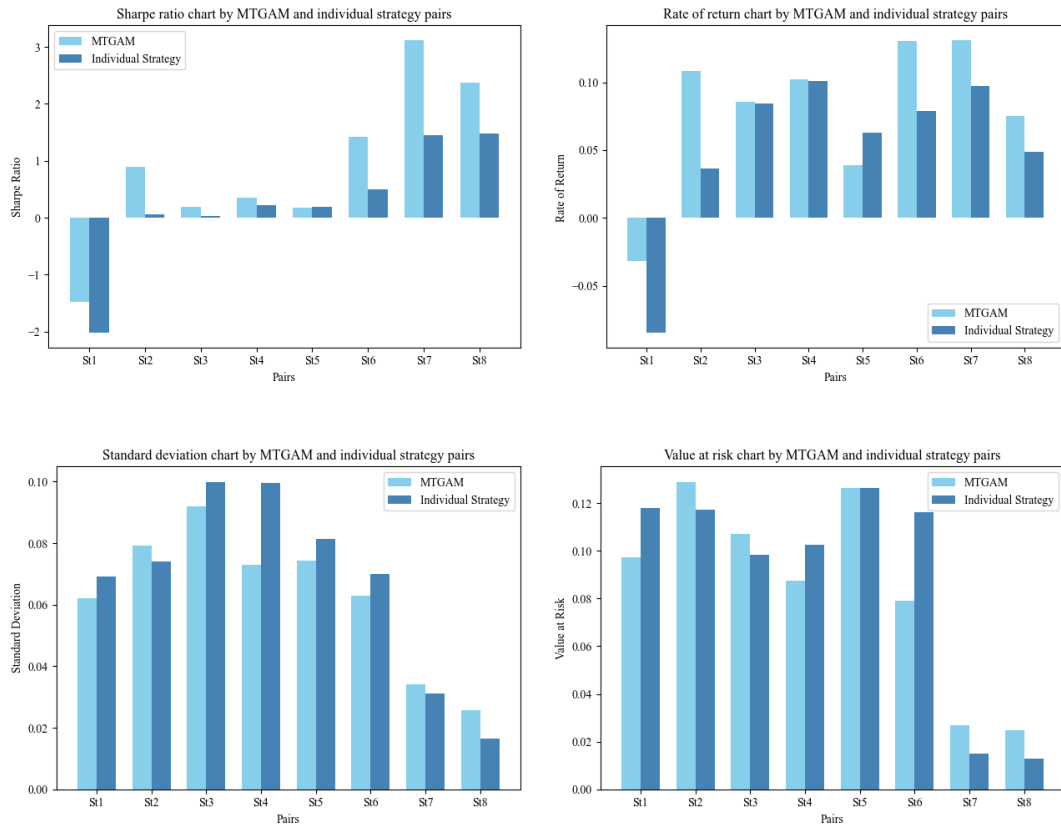 Sharpe ratio chart by MTGAM and individual strategy pairs
MTGAM
Individual Strategy
3
2
1
0
−1
−2
Sharpe Ratio
St1 St2 St3 St4 St5 St6 St7 St8
Pairs
Rate of return chart by MTGAM and individual strategy pairs
0.10
0.05
0.00
−0.05
Rate of Return
MTGAM
Individual Strategy
St1 St2 St3 St4 St5 St6 St7 St8
Pairs
Standard deviation chart by MTGAM and individual strategy pairs
MTGAM
Individual Strategy
0.10
0.08
0.06
0.04
0.02
0.00
Standard Deviation
St1 St2 St3 St4 St5 St6 St7 St8
Pairs
Value at risk chart by MTGAM and individual strategy pairs
MTGAM
Individual Strategy
0.12
0.10
0.08
0.06
0.04
0.02
0.00
Value at Risk
St1 St2 St3 St4 St5 St6 St7 St8
Pairs